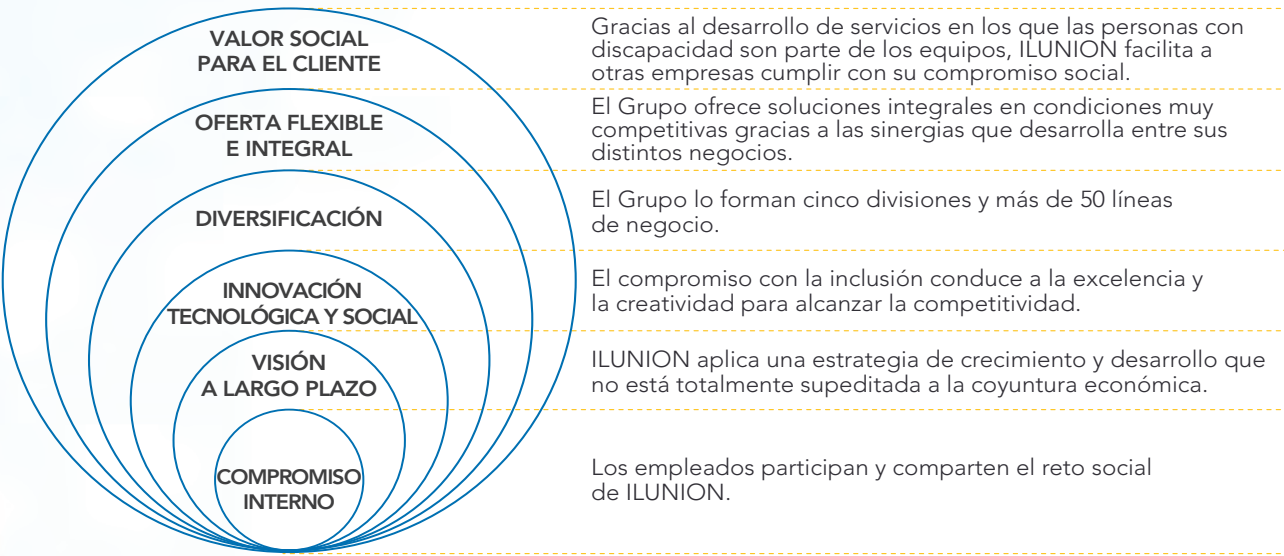 VALOR SOCIAL
PARA EL CLIENTE
Gracias al desarrollo de servicios en los que las personas con
discapacidad son parte de los equipos, ILUNION facilita a
otras empresas cumplir con su compromiso social.
OFERTA FLEXIBLE
E INTEGRAL
El Grupo ofrece soluciones integrales en condiciones muy
competitivas gracias a las sinergias que desarrolla entre sus
distintos negocios.
DIVERSIFICACIÓN
El Grupo lo forman cinco divisiones y más de 50 líneas
de negocio.
INNOVACIÓN
TECNOLÓGICA Y SOCIAL
El compromiso con la inclusión conduce a la excelencia y
la creatividad para alcanzar la competitividad.
VISIÓN
A LARGO PLAZO
ILUNION aplica una estrategia de crecimiento y desarrollo que
no está totalmente supeditada a la coyuntura económica.
COMPROMISO
INTERNO
Los empleados participan y comparten el reto social
de ILUNION.